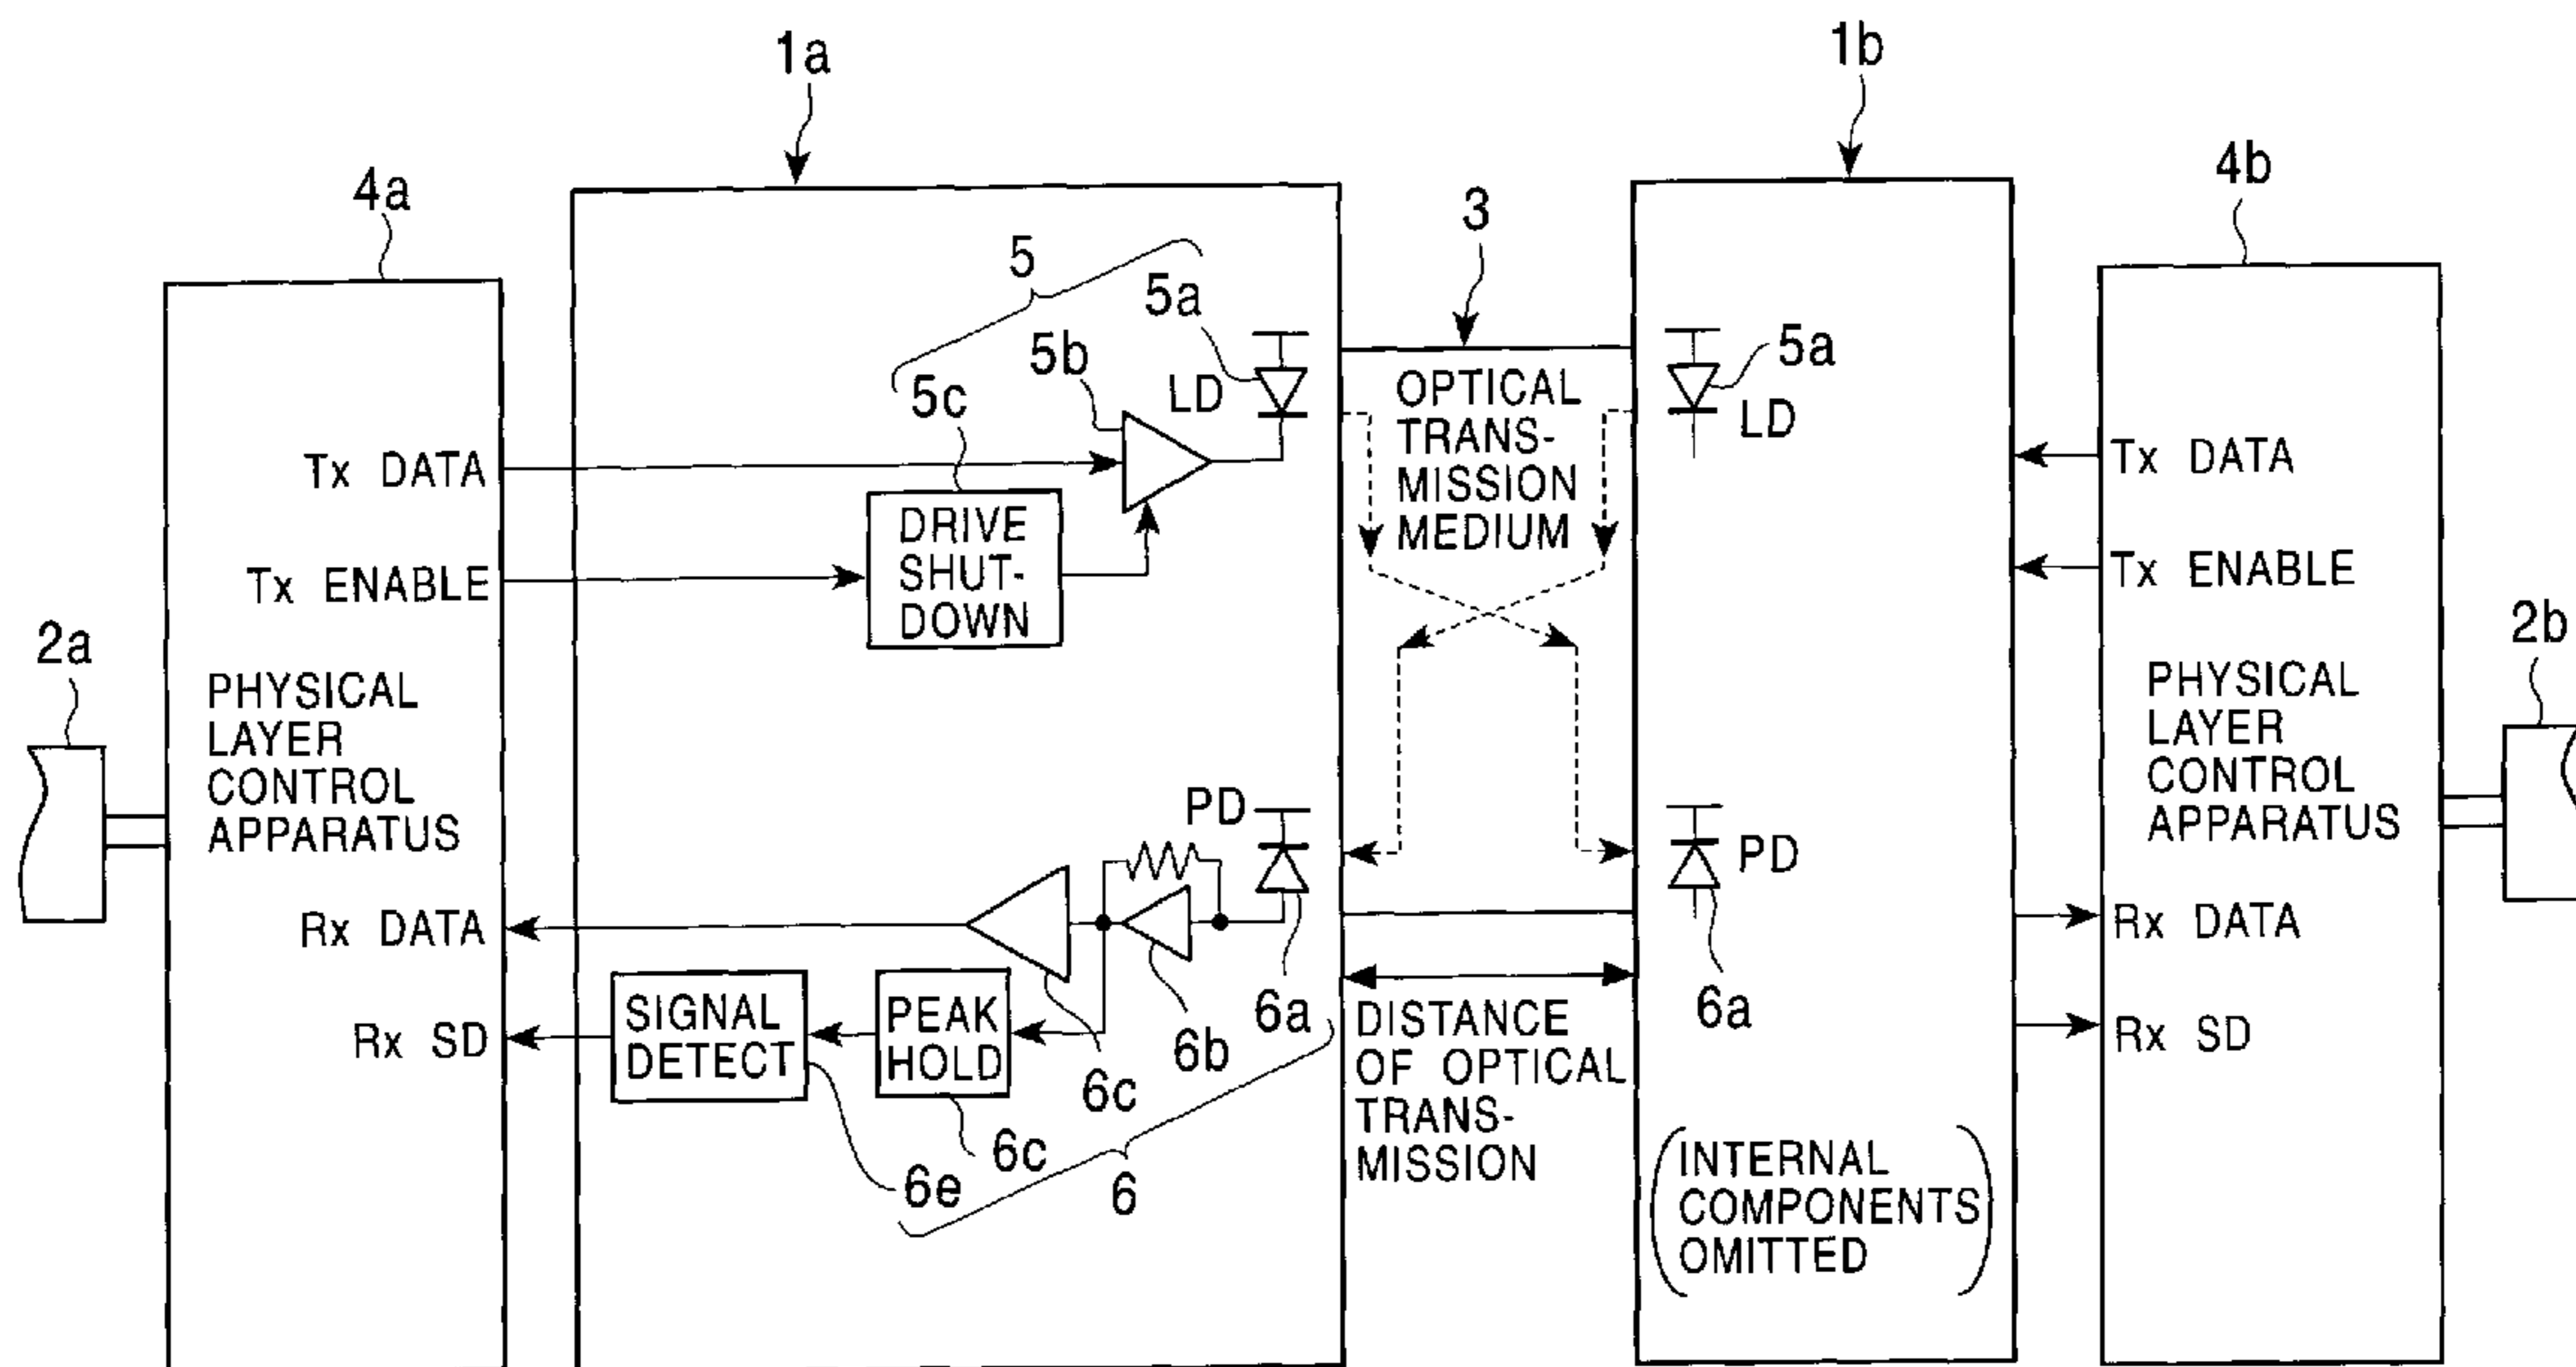 1a
1b
4a
3
4b
5
5a
5b
5c
LD
OPTICAL
TRANS-
MISSION
MEDIUM
5a
LD
Tx DATA
Tx ENABLE
DRIVE
SHUT-
DOWN
Tx DATA
Tx ENABLE
2a
2b
PHYSICAL
LAYER
CONTROL
APPARATUS
PHYSICAL
LAYER
CONTROL
APPARATUS
PD
PD
Rx DATA
Rx SD
SIGNAL
DETECT
PEAK
HOLD
6c
6b
6a
6c
6e
6
DISTANCE
OF OPTICAL
TRANS-
MISSION
6a
Rx DATA
Rx SD
(INTERNAL
COMPONENTS
OMITTED)